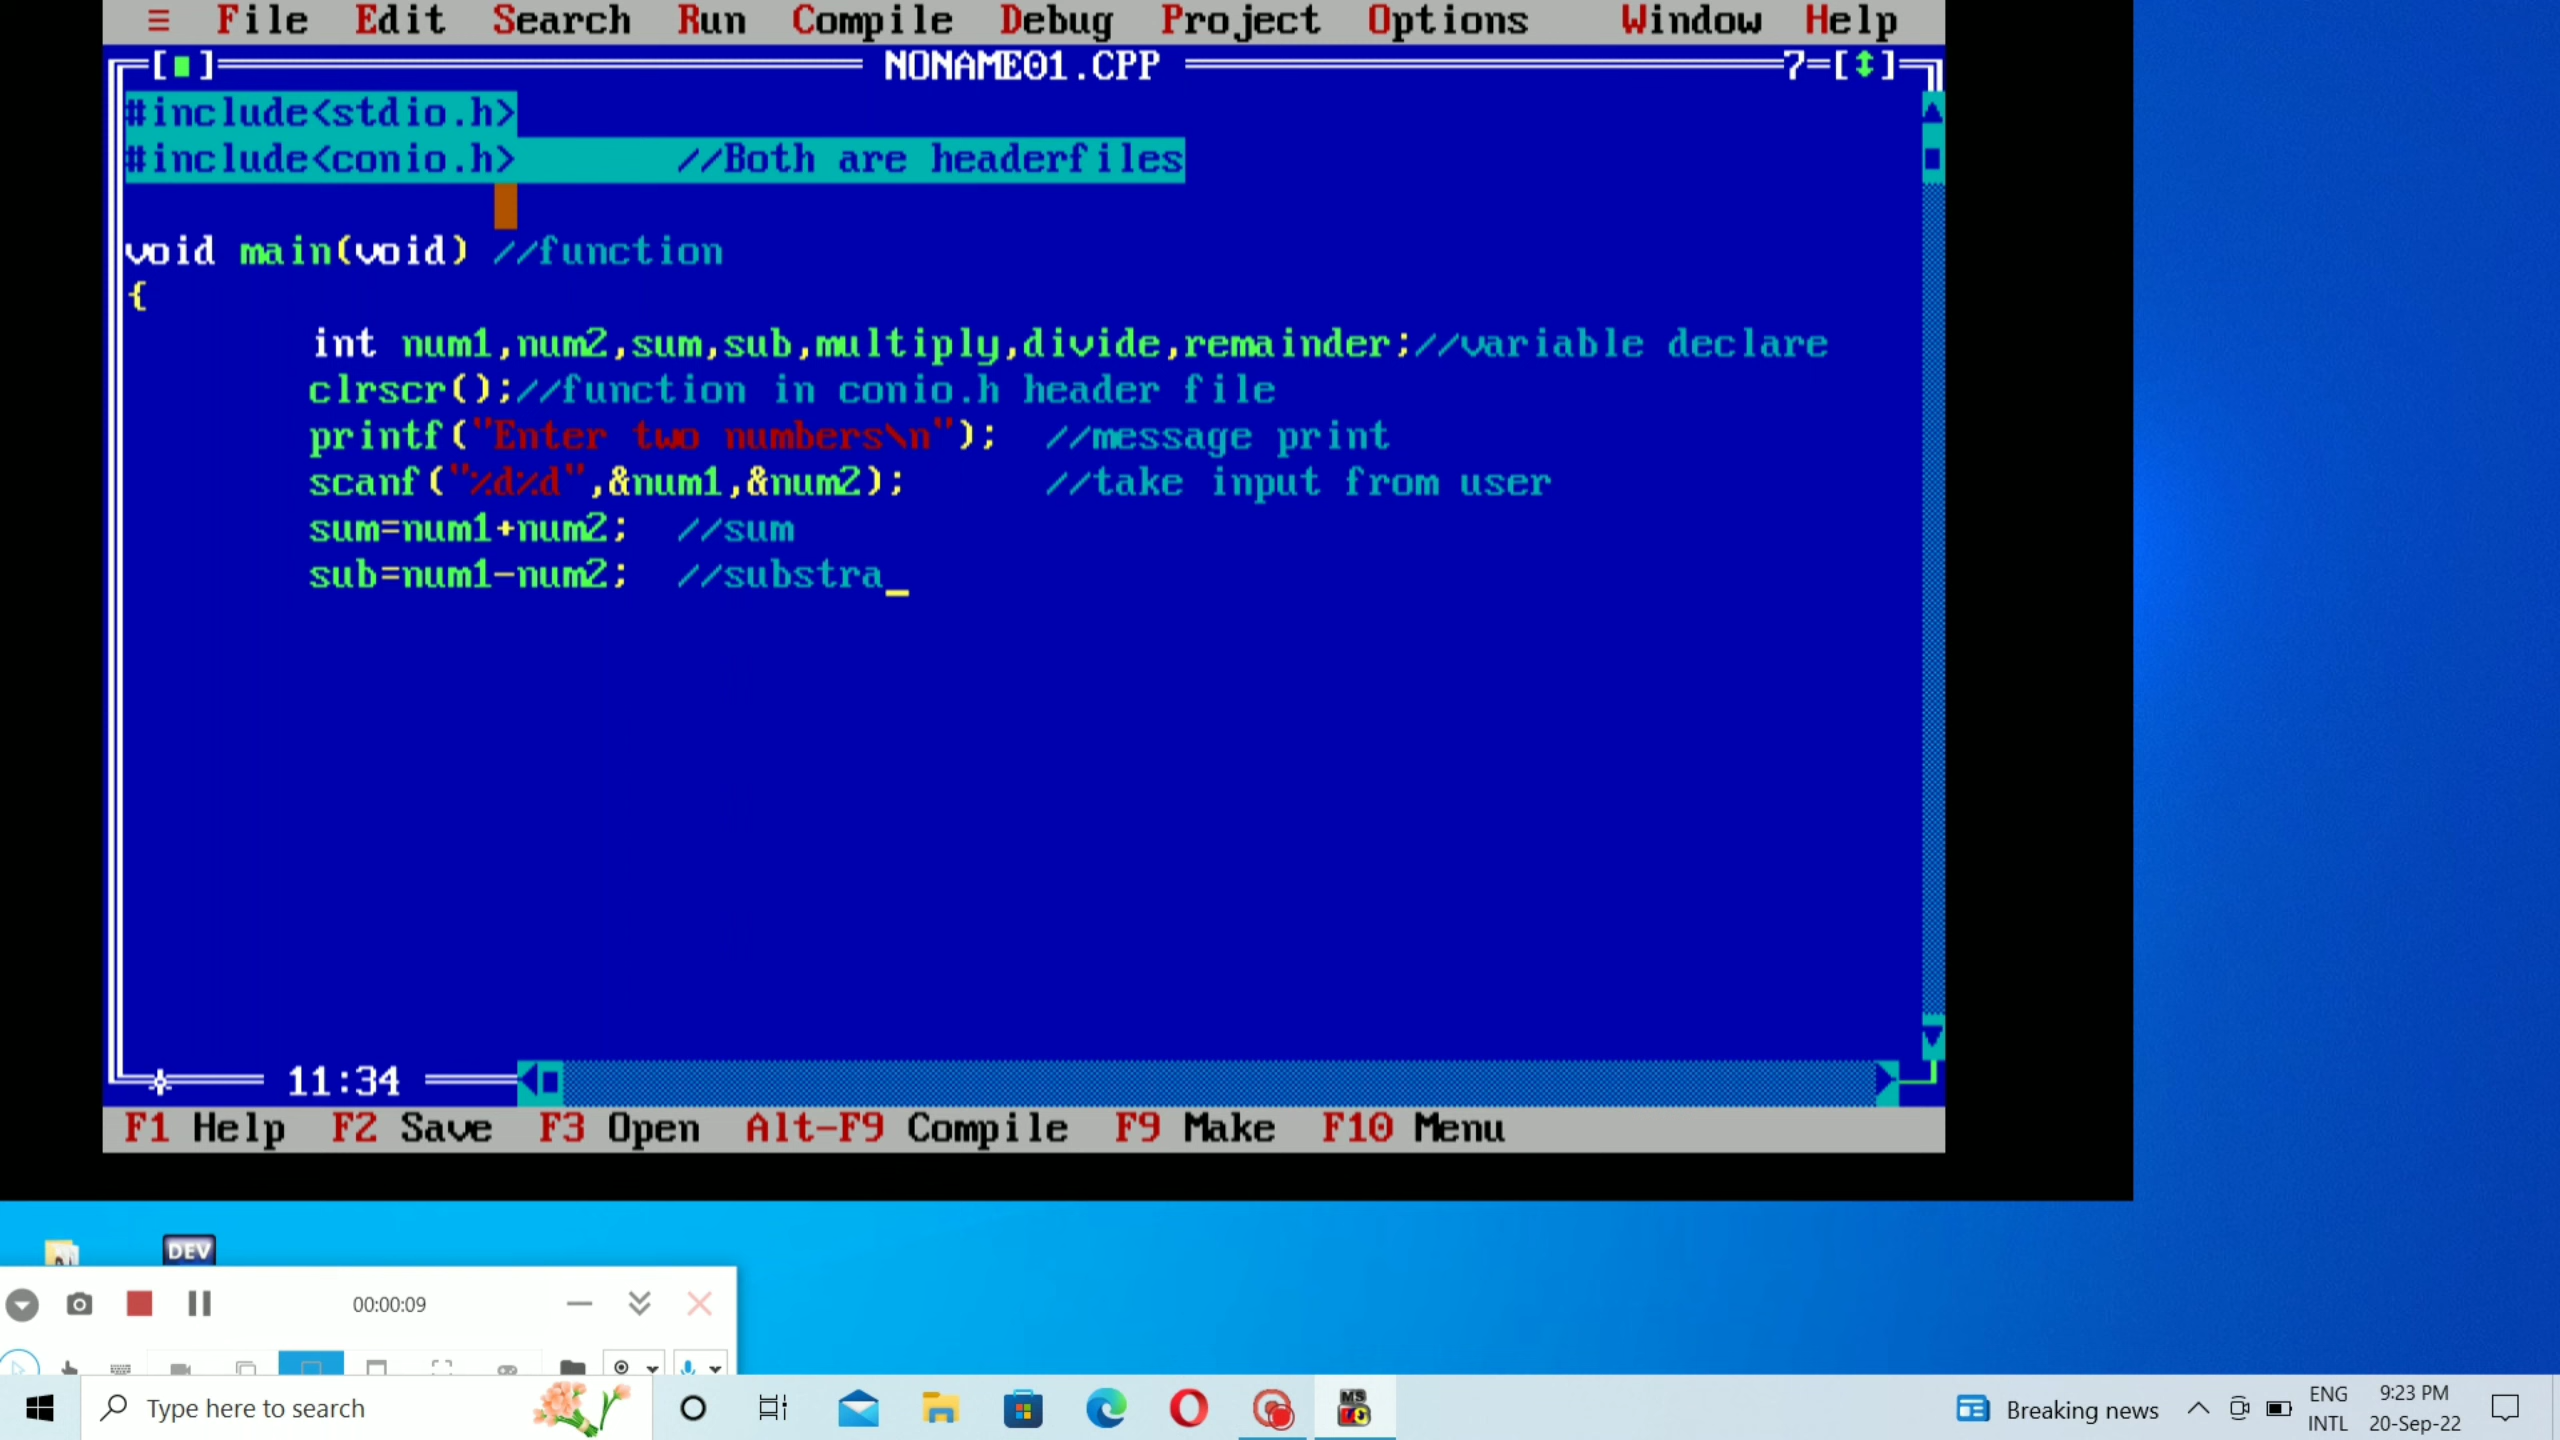 ≡ File Edit Search Run Compile Debug Project Options Window Help
[■] NONAME01.CPP 7=[↕]
#include<stdio.h>
#include<conio.h> //Both are headerfiles
void main(void) //function
{
int num1,num2,sum,sub,multiply,divide,remainder;//variable declare
clrscr();//function in conio.h header file
printf("Enter two numbers\n"); //message print
scanf("%d%d",&num1,&num2); //take input from user
sum=num1+num2; //sum
sub=num1-num2; //substra_
11:34
F1 Help F2 Save F3 Open Alt-F9 Compile F9 Make F10 Menu
DEV
00:00:09
Type here to search
MS
Breaking news
ENG
INTL
9:23 PM
20-Sep-22